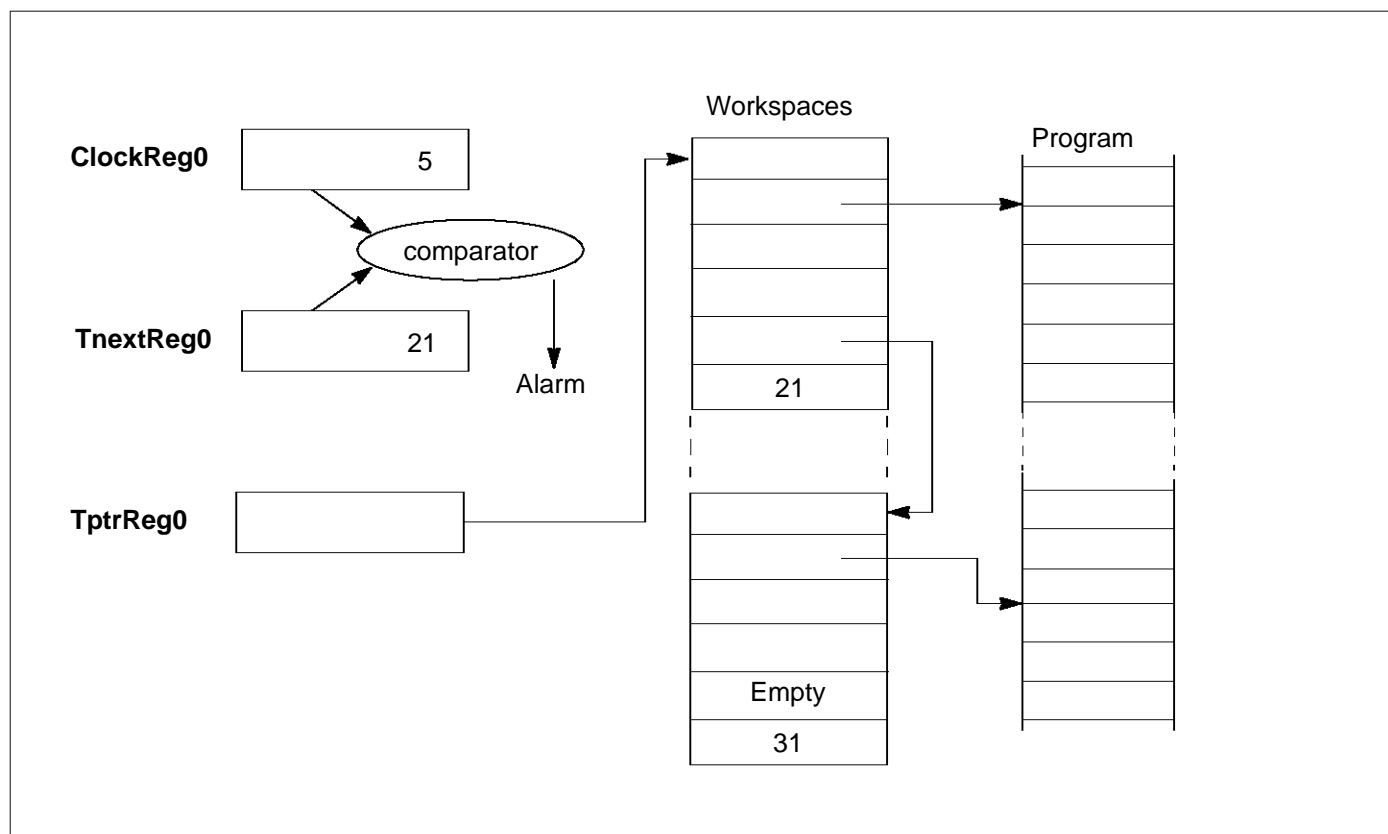 Workspaces
Program
ClockReg0
5
comparator
TnextReg0
21
Alarm
21
TptrReg0
Empty
31